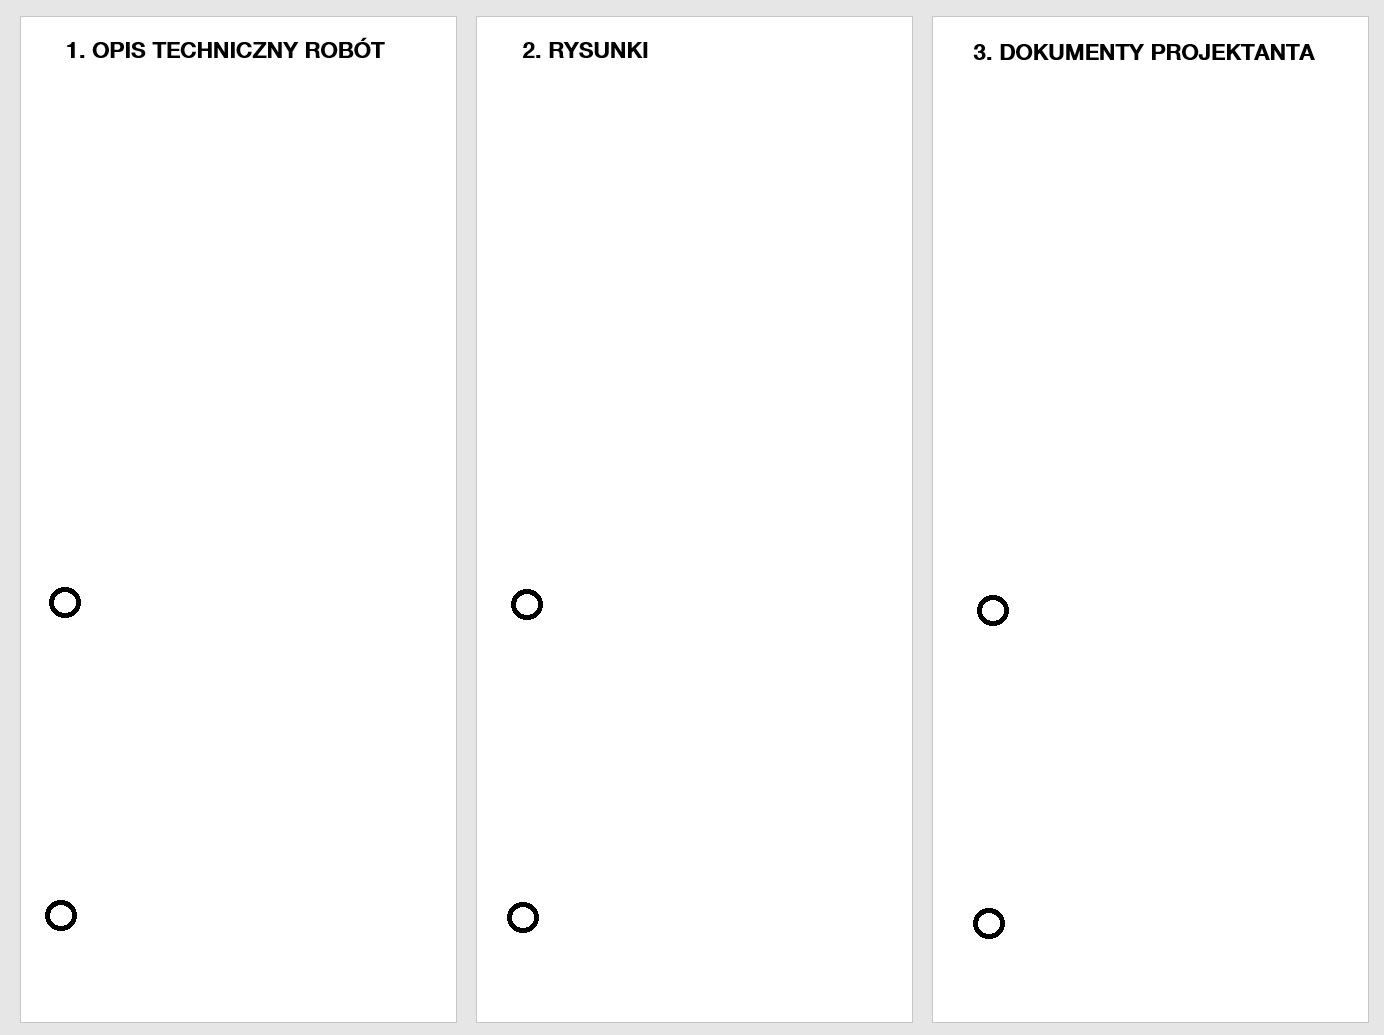 1. OPIS TECHNICZNY ROBÓT
2. RYSUNKI
3. DOKUMENTY PROJEKTANTA